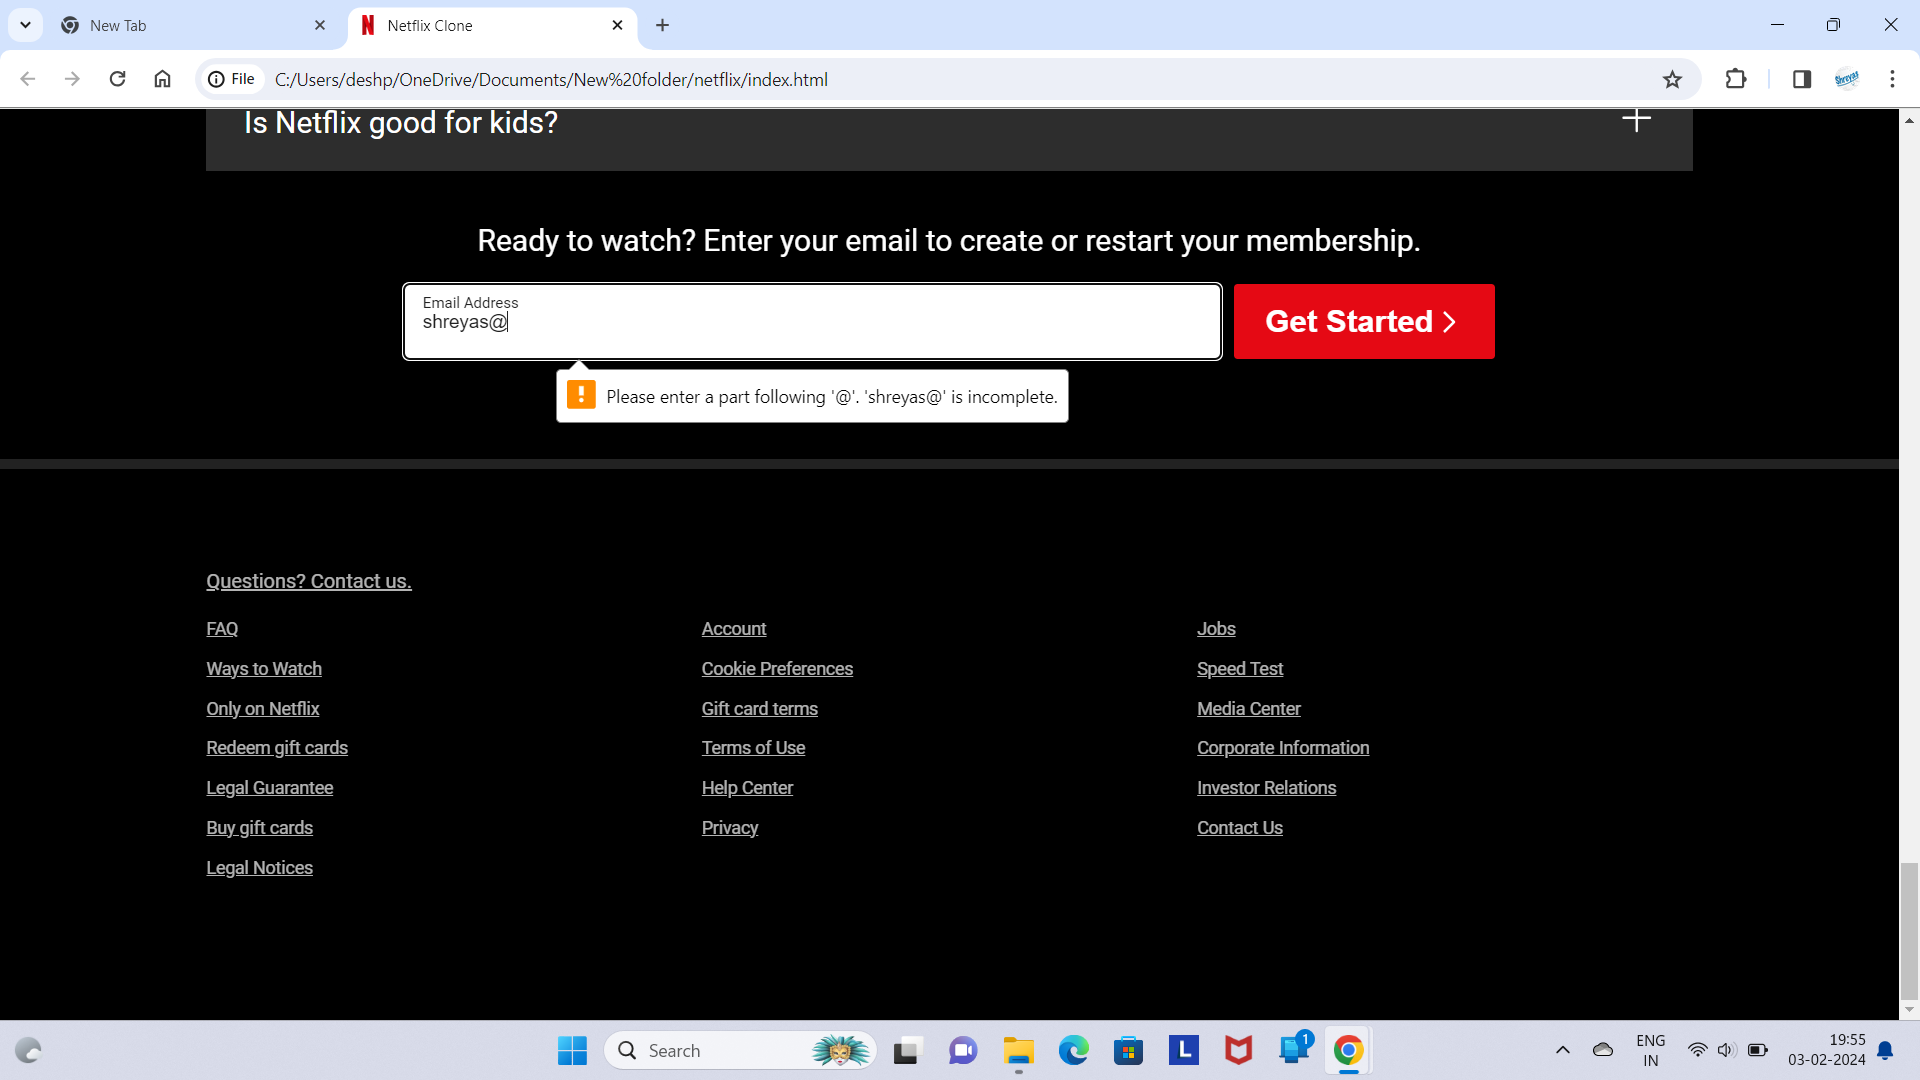 New Tab
Netflix Clone
File
C:/Users/deshp/OneDrive/Documents/New%20folder/netflix/index.html
Shreyas
Is Netflix good for kids?
Ready to watch? Enter your email to create or restart your membership.
Email Address
shreyas@
Get Started
Please enter a part following '@'. 'shreyas@' is incomplete.
Questions? Contact us.
FAQ
Account
Jobs
Ways to Watch
Cookie Preferences
Speed Test
Only on Netflix
Gift card terms
Media Center
Redeem gift cards
Terms of Use
Corporate Information
Legal Guarantee
Help Center
Investor Relations
Buy gift cards
Privacy
Contact Us
Legal Notices
Search
L
1
ENG
IN
19:55
03-02-2024